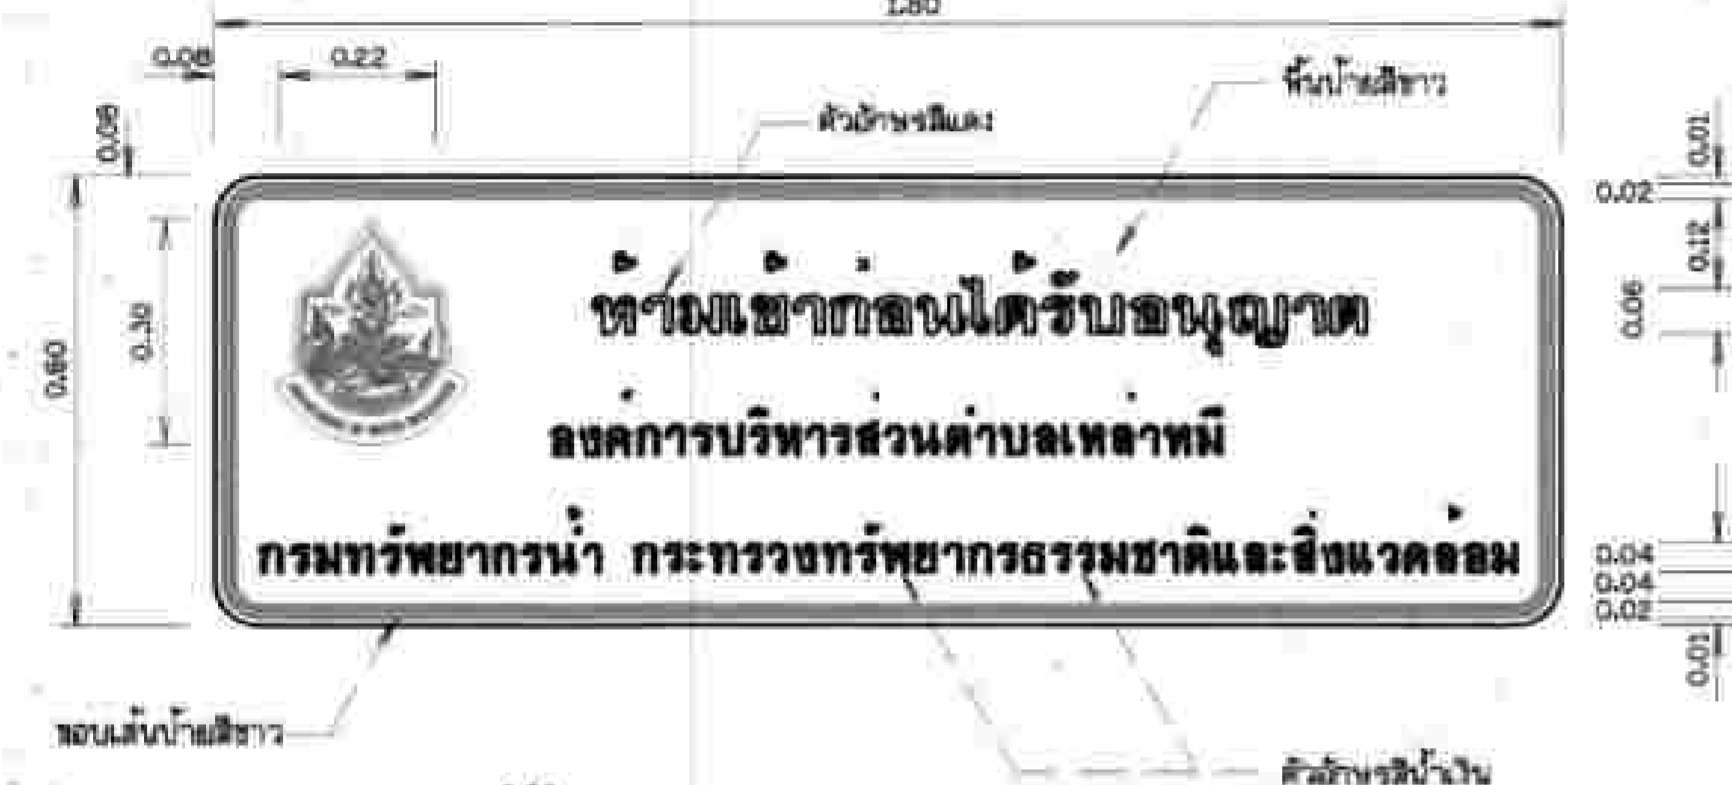 1.80
0.08
0.22
พื้นป้ายสีขาว
ตัวอักษรสีแดง
0.08
0.01
0.02
0.12
0.06
0.30
0.60
ห้ามเข้าก่อนได้รับอนุญาต
องค์การบริหารส่วนตำบลเหล่าหมี
กรมทรัพยากรน้ำ กระทรวงทรัพยากรธรรมชาติและสิ่งแวดล้อม
0.04
0.04
0.02
0.01
ขอบเส้นป้ายสีขาว
ตัวอักษรสีน้ำเงิน